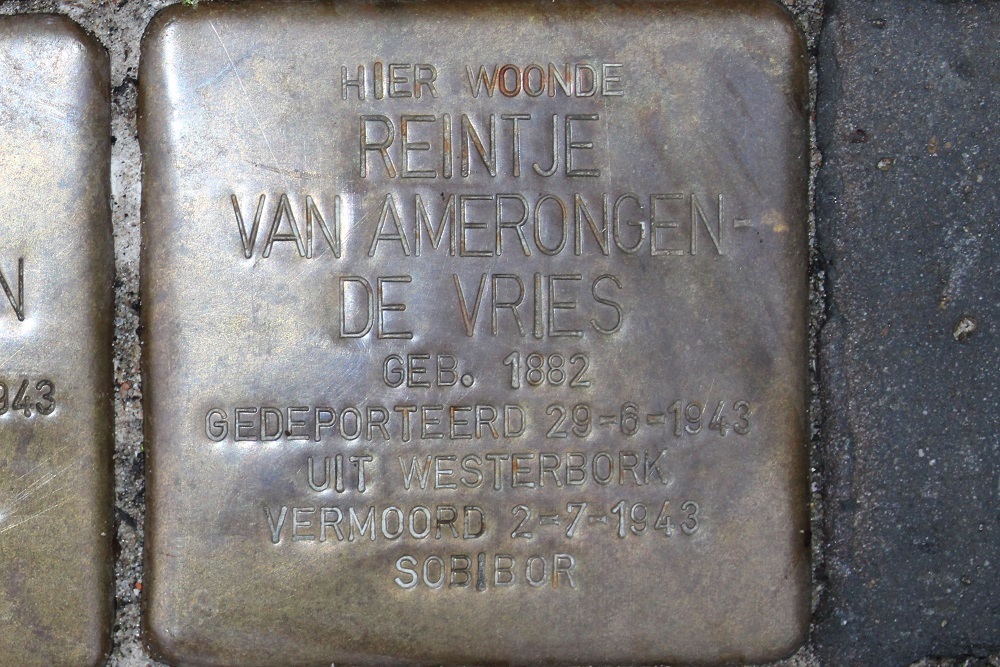 HIER WOONDE
REINTJE
VAN AMERONGEN-
DE VRIES
GEB. 1882
GEDEPORTEERD 29-6-1943
UIT WESTERBORK
VERMOORD 2-7-1943
SOBIBOR
N
943